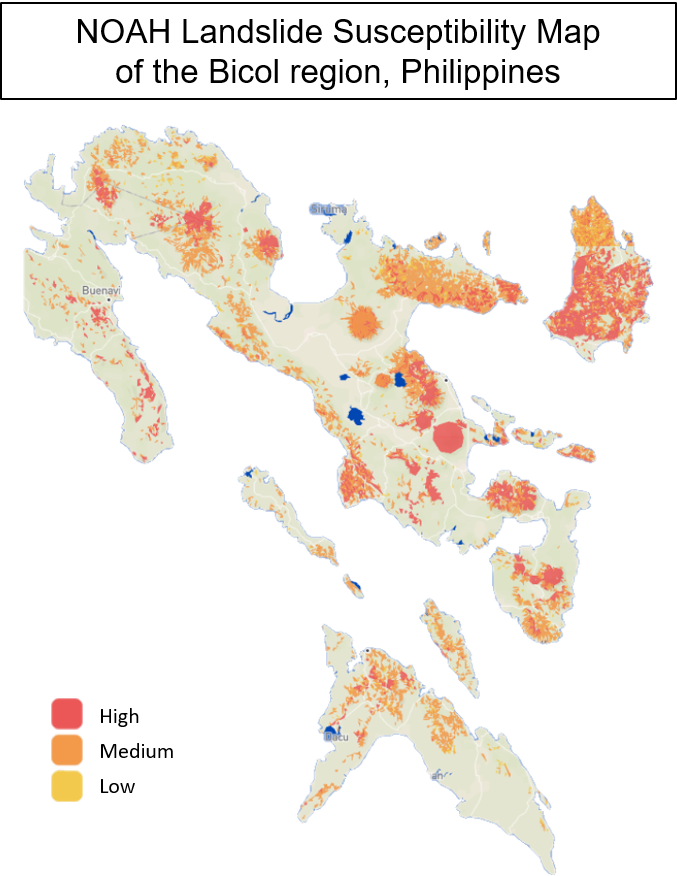 NOAH Landslide Susceptibility Map
of the Bicol region, Philippines
Buenavi
High
Medium
Low